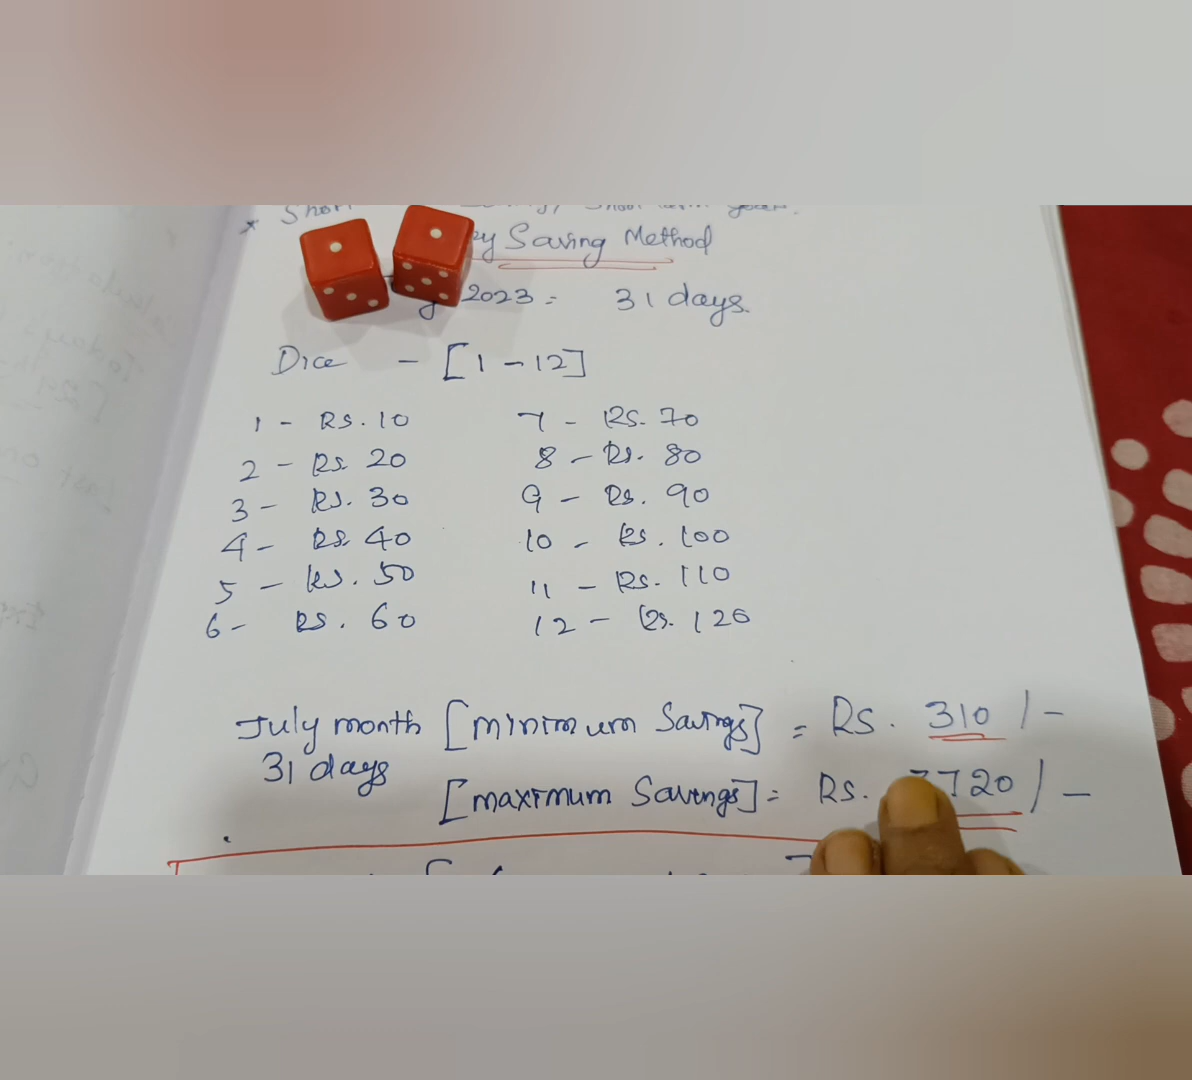 * Short
Saving Method
2023 = 31 days.
Dice - [1 - 12]
1 - Rs. 10
2 - Rs. 20
3 - Rs. 30
4 - Rs. 40
5 - Rs. 50
6 - Rs. 60
7 - Rs. 70
8 - Rs. 80
9 - Rs. 90
10 - Rs. 100
11 - Rs. 110
12 - Rs. 120
July month [minimum Savings] = Rs. 310/-
31 days
[maximum Savings] = Rs. 3720/-